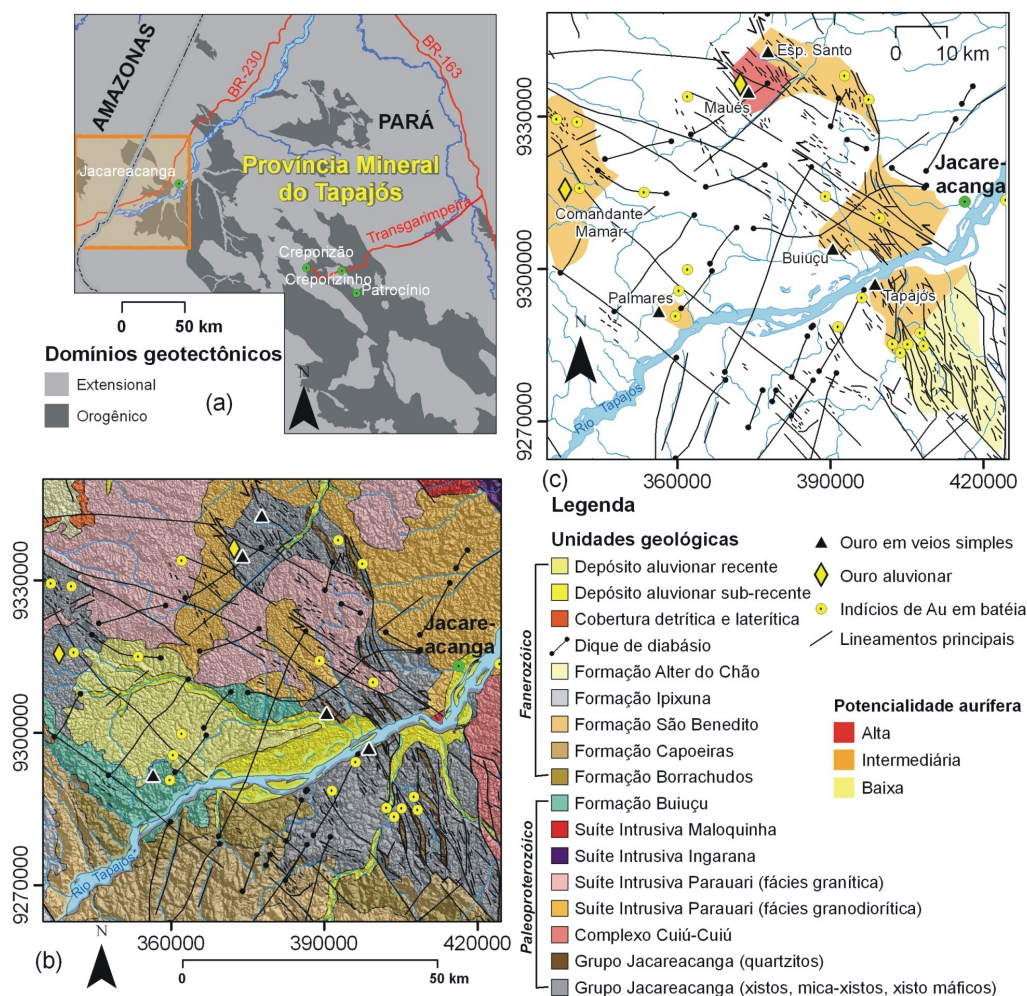 AMAZONAS
BR-230
BR-163
PARÁ
Jacareacanga
Província Mineral
do Tapajós
Transgarimpeira
Creporizão
Creporizinho
Patrocínio
0 50 km
Domínios geotectônicos
Extensional
Orogênico
(a)
N
Esp. Santo
0 10 km
Maués
Jacare-
acanga
Comandante
Mamar
Buiuçu
Tapajós
Palmares
N
Rio Tapajós
9330000
9300000
9270000
360000 390000 420000
(c)
Jacare-
acanga
Rio Tapajós
9330000
9300000
9270000
360000 390000 420000
(b)
N
0 50 km
Legenda
Unidades geológicas
Fanerozóico
Depósito aluvionar recente
Depósito aluvionar sub-recente
Cobertura detrítica e laterítica
Dique de diabásio
Formação Alter do Chão
Formação Ipixuna
Formação São Benedito
Formação Capoeiras
Formação Borrachudos
Paleoproterozóico
Formação Buiuçu
Suíte Intrusiva Maloquinha
Suíte Intrusiva Ingarana
Suíte Intrusiva Parauari (fácies granítica)
Suíte Intrusiva Parauari (fácies granodiorítica)
Complexo Cuiú-Cuiú
Grupo Jacareacanga (quartzitos)
Grupo Jacareacanga (xistos, mica-xistos, xisto máficos)
Ouro em veios simples
Ouro aluvionar
Indícios de Au em batéia
Lineamentos principais
Potencialidade aurífera
Alta
Intermediária
Baixa